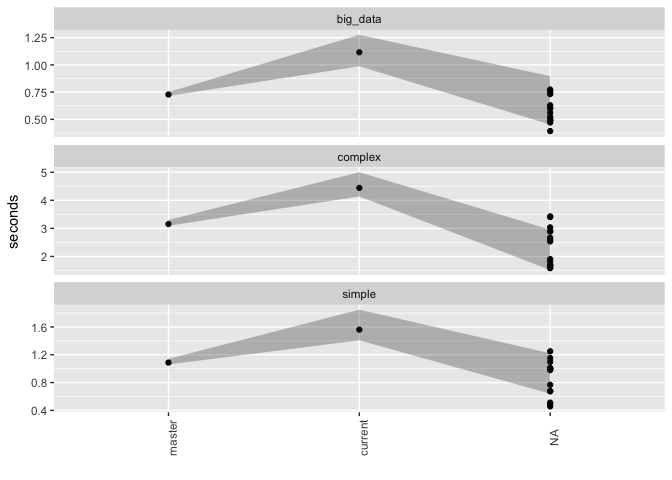 big_data
1.25
1.00
0.75
0.50
complex
5
4
3
2
seconds
simple
1.6
1.2
0.8
0.4
master
current
NA